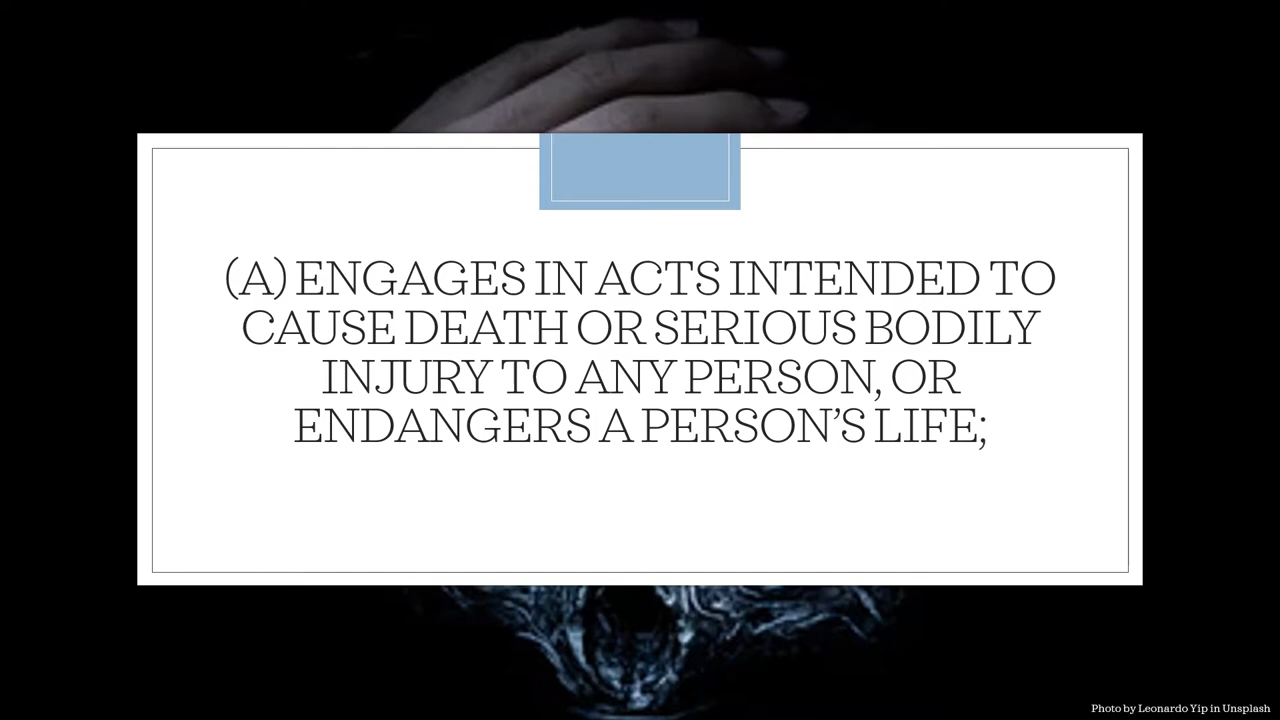 (A) ENGAGES IN ACTS INTENDED TO
CAUSE DEATH OR SERIOUS BODILY
INJURY TO ANY PERSON, OR
ENDANGERS A PERSON’S LIFE;
Photo by Leonardo Yip in Unsplash